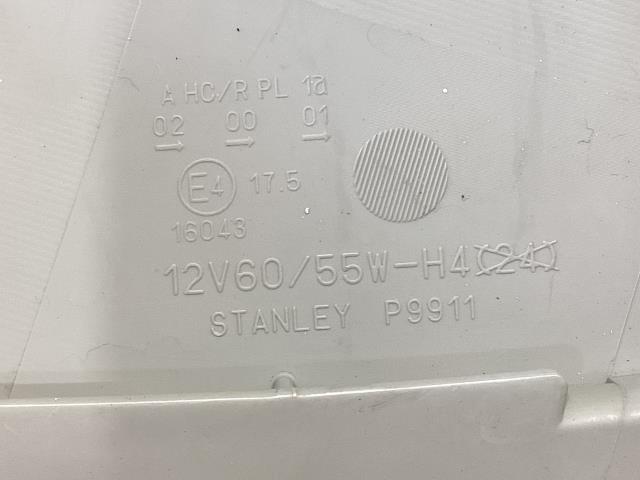 A HC/R PL 1a
02 00 01
E4 17.5
16043
12V60/55W-H4(24)
STANLEY P9911